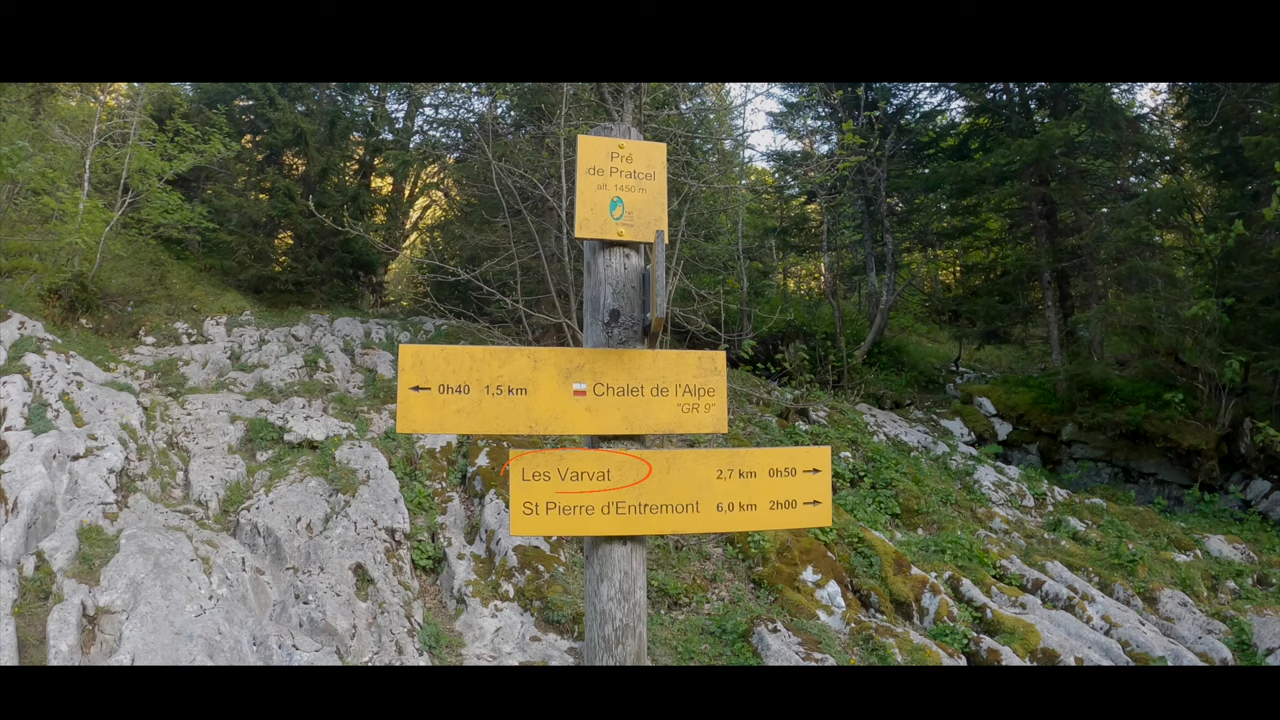 Pré
de Pratcel
alt. 1450 m
0h40 1,5 km Chalet de l'Alpe
"GR 9"
Les Varvat 2,7 km 0h50
St Pierre d'Entremont 6,0 km 2h00